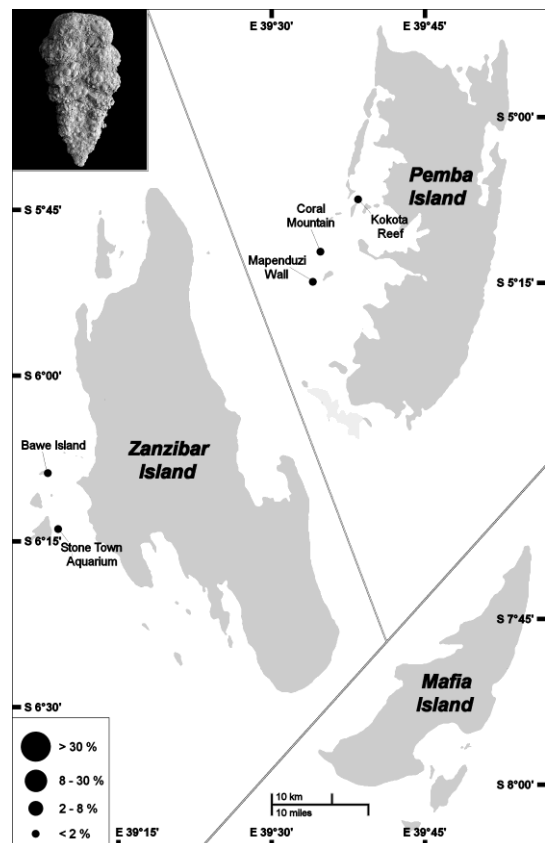 E 39°30'
E 39°45'
S 5°00'
Pemba
Island
Kokota
Reef
Coral
Mountain
Mapenduzi
Wall
S 5°15'
S 5°45'
S 6°00'
Bawe Island
Zanzibar
Island
Stone Town
Aquarium
S 6°15'
S 6°30'
S 7°45'
Mafia
Island
S 8°00'
> 30 %
8 - 30 %
2 - 8 %
< 2 %
10 km
10 miles
E 39°15'
E 39°30'
E 39°45'